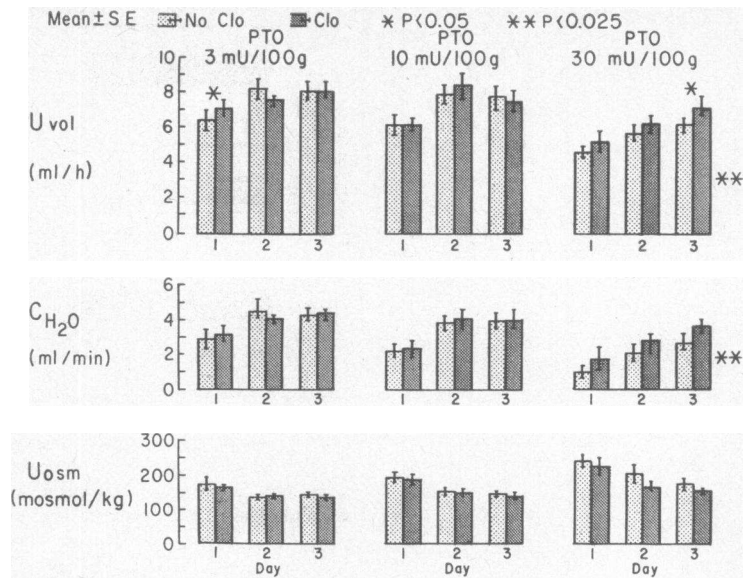 Mean±SE No Clo Clo * P<0.05 ** P<0.025
PTO PTO PTO
3 mU/100g 10 mU/100g 30 mU/100g
10
8
6
4
2
0
U vol
(ml/h)
* * **
1 2 3 1 2 3 1 2 3
6
4
2
0
CH2O
(ml/min)
**
1 2 3 1 2 3 1 2 3
300
200
100
0
Uosm
(mosmol/kg)
1 2 3 1 2 3 1 2 3
Day Day Day